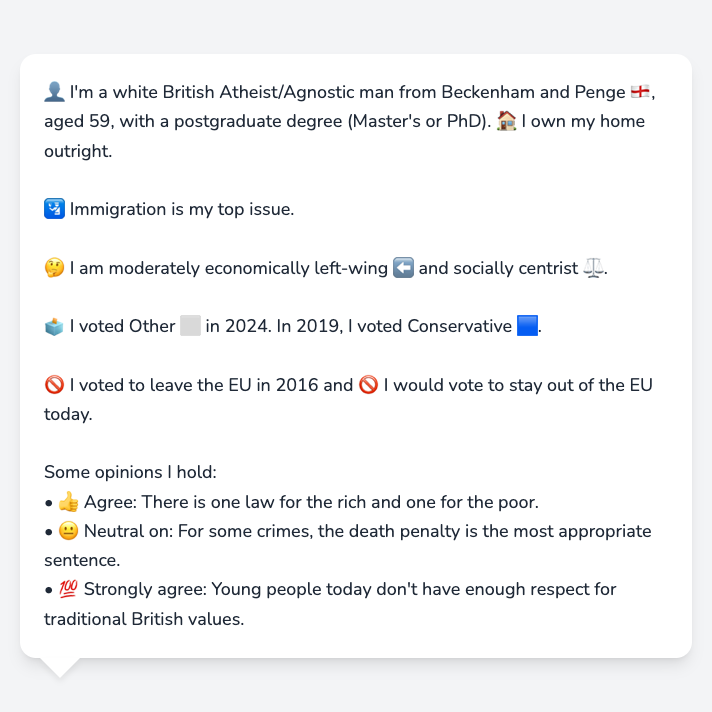 👤 I'm a white British Atheist/Agnostic man from Beckenham and Penge 🏴󠁧󠁢󠁥󠁮󠁧󠁿,
aged 59, with a postgraduate degree (Master's or PhD). 🏠 I own my home
outright.
🛂 Immigration is my top issue.
🤔 I am moderately economically left-wing ⬅️ and socially centrist ⚖️.
🗳️ I voted Other ⬜ in 2024. In 2019, I voted Conservative 🟦.
🚫 I voted to leave the EU in 2016 and 🚫 I would vote to stay out of the EU
today.
Some opinions I hold:
• 👍 Agree: There is one law for the rich and one for the poor.
• 😐 Neutral on: For some crimes, the death penalty is the most appropriate
sentence.
• 💯 Strongly agree: Young people today don't have enough respect for
traditional British values.